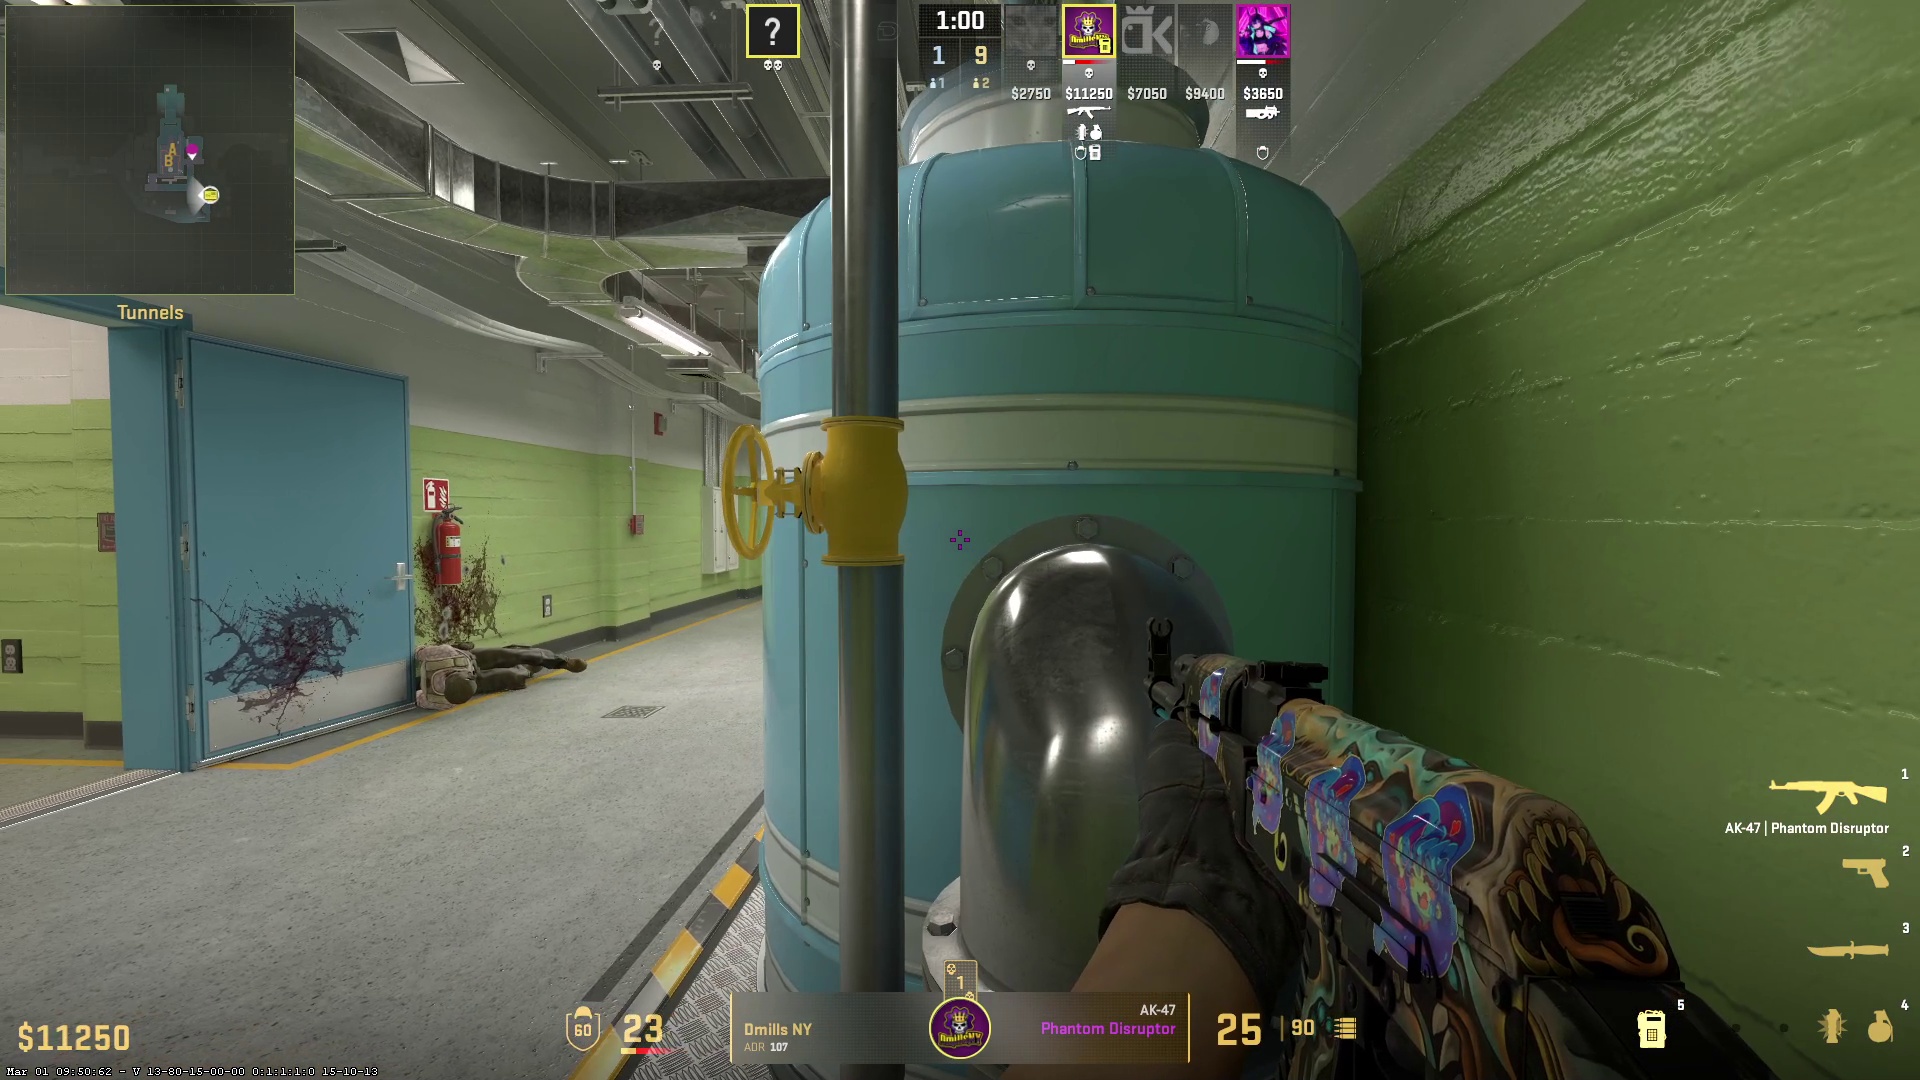 ?
?
1:00
1
9
1
2
$2750
$11250
$7050
$9400
$3650
A
B
Tunnels
1
AK-47 | Phantom Disruptor
2
3
4
5
1
$11250
60
23
Dmills NY
ADR 107
AK-47
Phantom Disruptor
25
90
Mar 01 09:50:62 - V 13-80-15-00-00 0:1:1:1:0 15-10-13